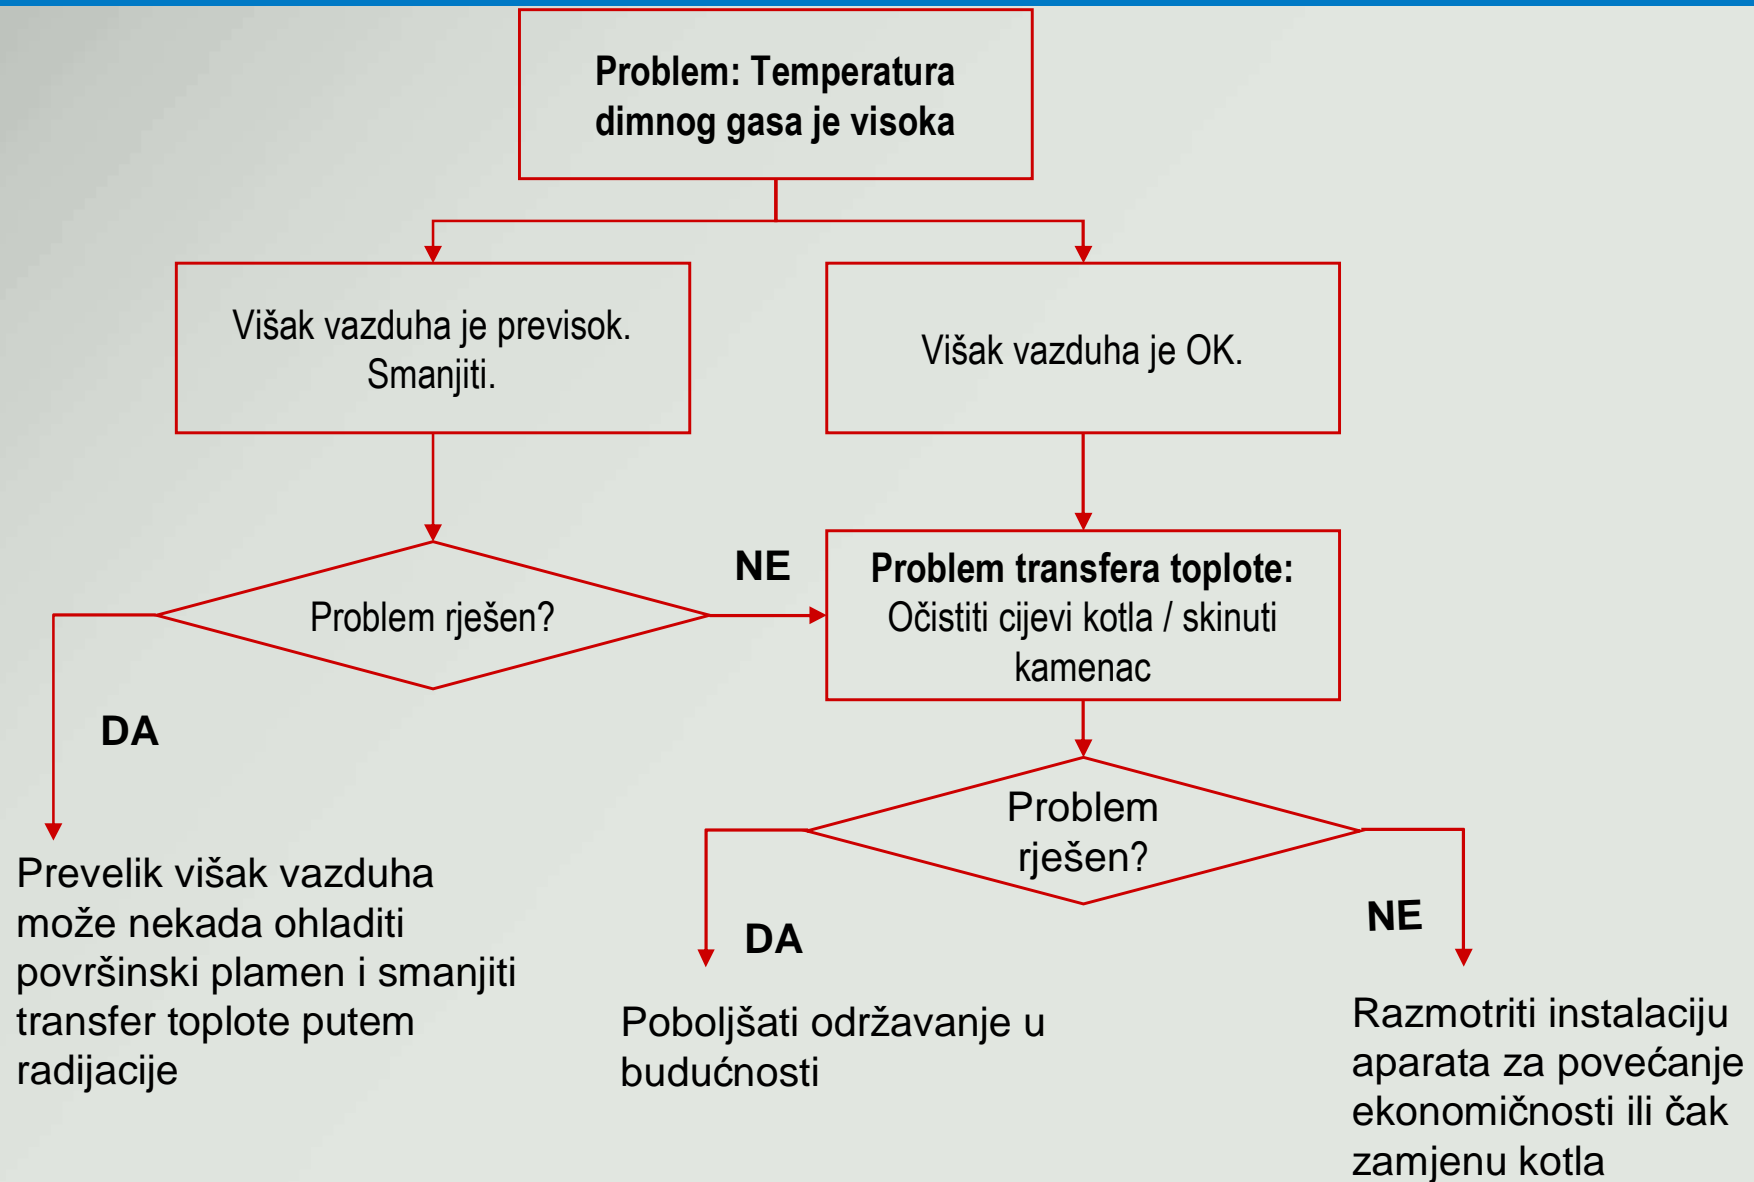 Problem: Temperatura
dimnog gasa je visoka
Višak vazduha je previsok.
Smanjiti.
Višak vazduha je OK.
Problem rješen?
NE
Problem transfera toplote:
Očistiti cijevi kotla / skinuti
kamenac
DA
Prevelik višak vazduha
može nekada ohladiti
površinski plamen i smanjiti
transfer toplote putem
radijacije
Problem
rješen?
DA
Poboljšati održavanje u
budućnosti
NE
Razmotriti instalaciju
aparata za povećanje
ekonomičnosti ili čak
zamjenu kotla